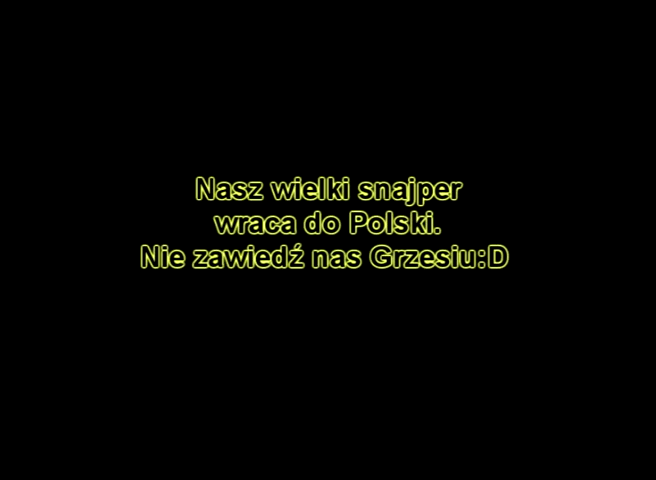 Nasz wielki snajper
wraca do Polski.
Nie zawiedź nas Grzesiu:D